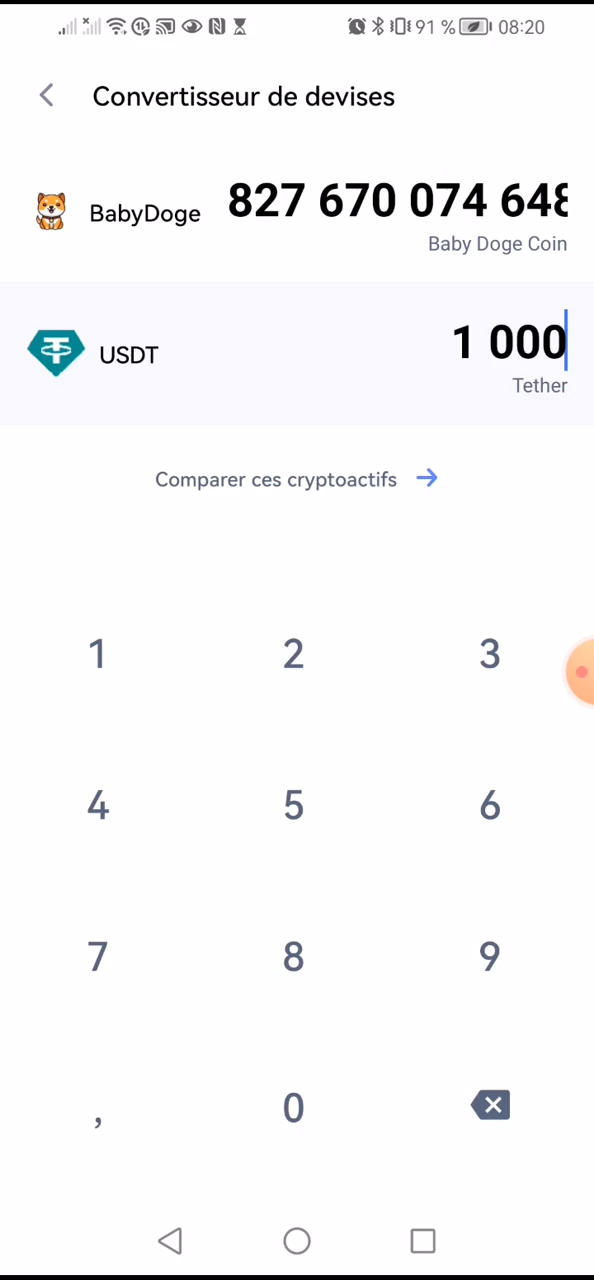 91 % 08:20
Convertisseur de devises
BabyDoge 827 670 074 648
Baby Doge Coin
USDT 1 000
Tether
Comparer ces cryptoactifs
1 2 3
4 5 6
7 8 9
, 0